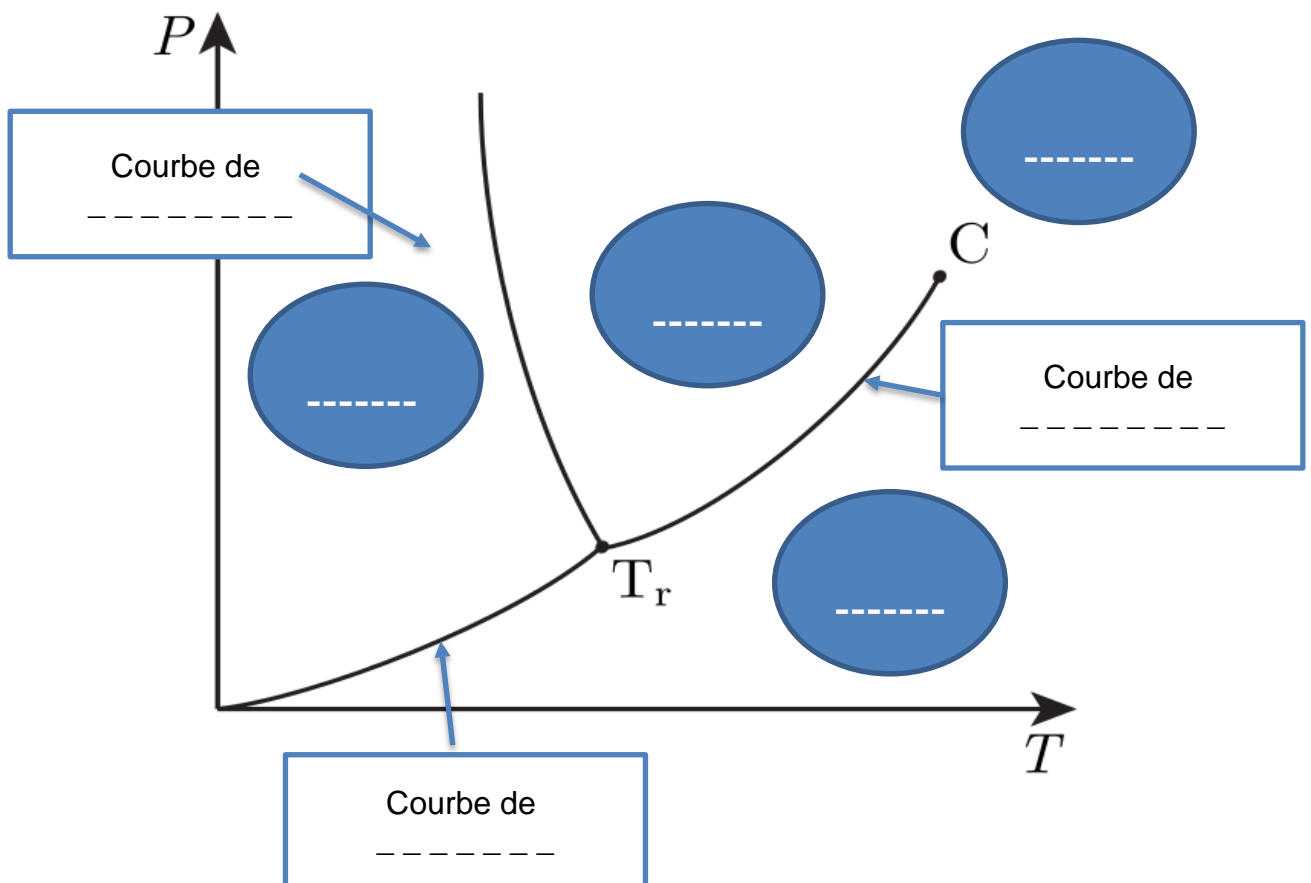 P
Courbe de
_ _ _ _ _ _ _ _
-------
C
-------
-------
Courbe de
_ _ _ _ _ _ _ _
Tr
-------
T
Courbe de
_ _ _ _ _ _ _